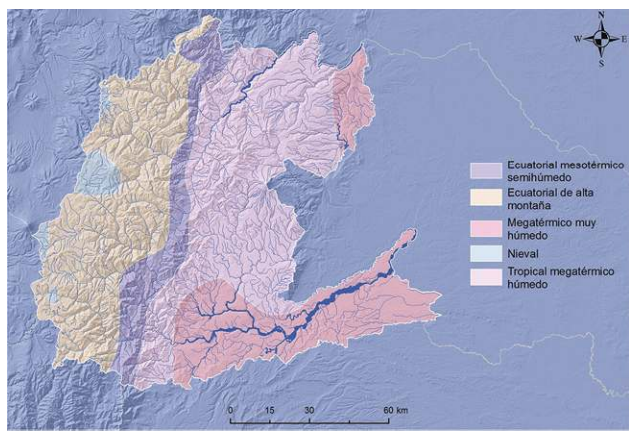 N
W E
S
Ecuatorial mesotérmico
semihúmedo
Ecuatorial de alta
montaña
Megatérmico muy
húmedo
Nieval
Tropical megatérmico
húmedo
0 15 30 60 km